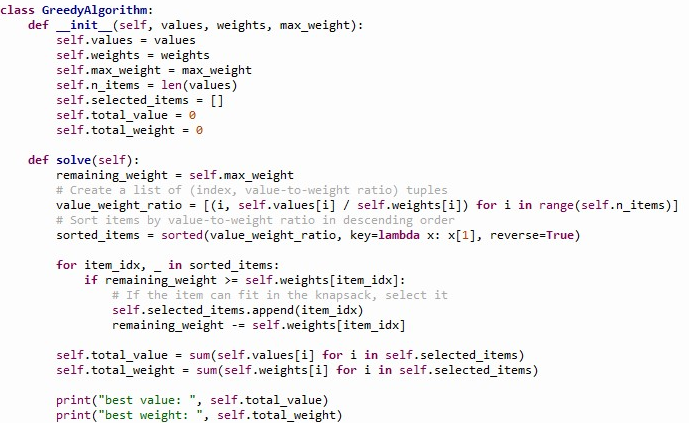 class GreedyAlgorithm:
    def __init__(self, values, weights, max_weight):
        self.values = values
        self.weights = weights
        self.max_weight = max_weight
        self.n_items = len(values)
        self.selected_items = []
        self.total_value = 0
        self.total_weight = 0

    def solve(self):
        remaining_weight = self.max_weight
        # Create a list of (index, value-to-weight ratio) tuples
        value_weight_ratio = [(i, self.values[i] / self.weights[i]) for i in range(self.n_items)]
        # Sort items by value-to-weight ratio in descending order
        sorted_items = sorted(value_weight_ratio, key=lambda x: x[1], reverse=True)

        for item_idx, _ in sorted_items:
            if remaining_weight >= self.weights[item_idx]:
                # If the item can fit in the knapsack, select it
                self.selected_items.append(item_idx)
                remaining_weight -= self.weights[item_idx]

        self.total_value = sum(self.values[i] for i in self.selected_items)
        self.total_weight = sum(self.weights[i] for i in self.selected_items)

        print("best value: ", self.total_value)
        print("best weight: ", self.total_weight)